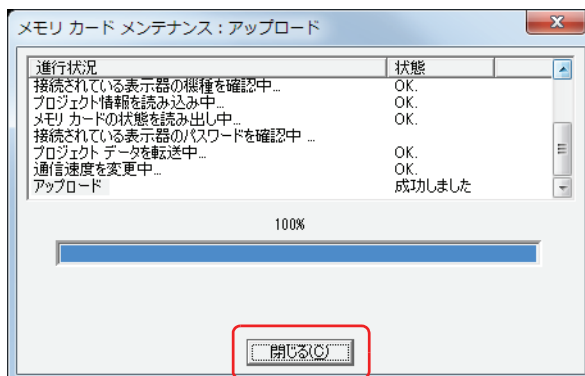 メモリ カード メンテナンス：アップロード
進行状況 状態
接続されている表示器の機種を確認中... OK.
プロジェクト情報を読み込み中... OK.
メモリ カードの状態を読み出し中... OK.
接続されている表示器のパスワードを確認中 ...
プロジェクト データを転送中... OK.
通信速度を変更中... OK.
アップロード 成功しました
100%
閉じる(C)